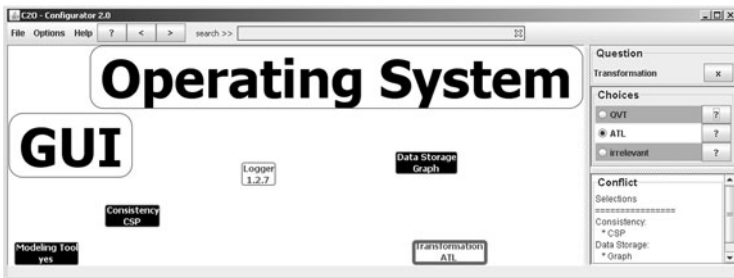 C2O - Configurator 2.0
File Options Help ? < > search >>
Operating System
GUI
Logger
1.2.7
Data Storage
Graph
Consistency
CSP
Modeling Tool
yes
Transformation
ATL
Question
Transformation x
Choices
OVT ?
ATL ?
irrelevant ?
Conflict
Selections
================
Consistency:
* CSP
Data Storage:
* Graph